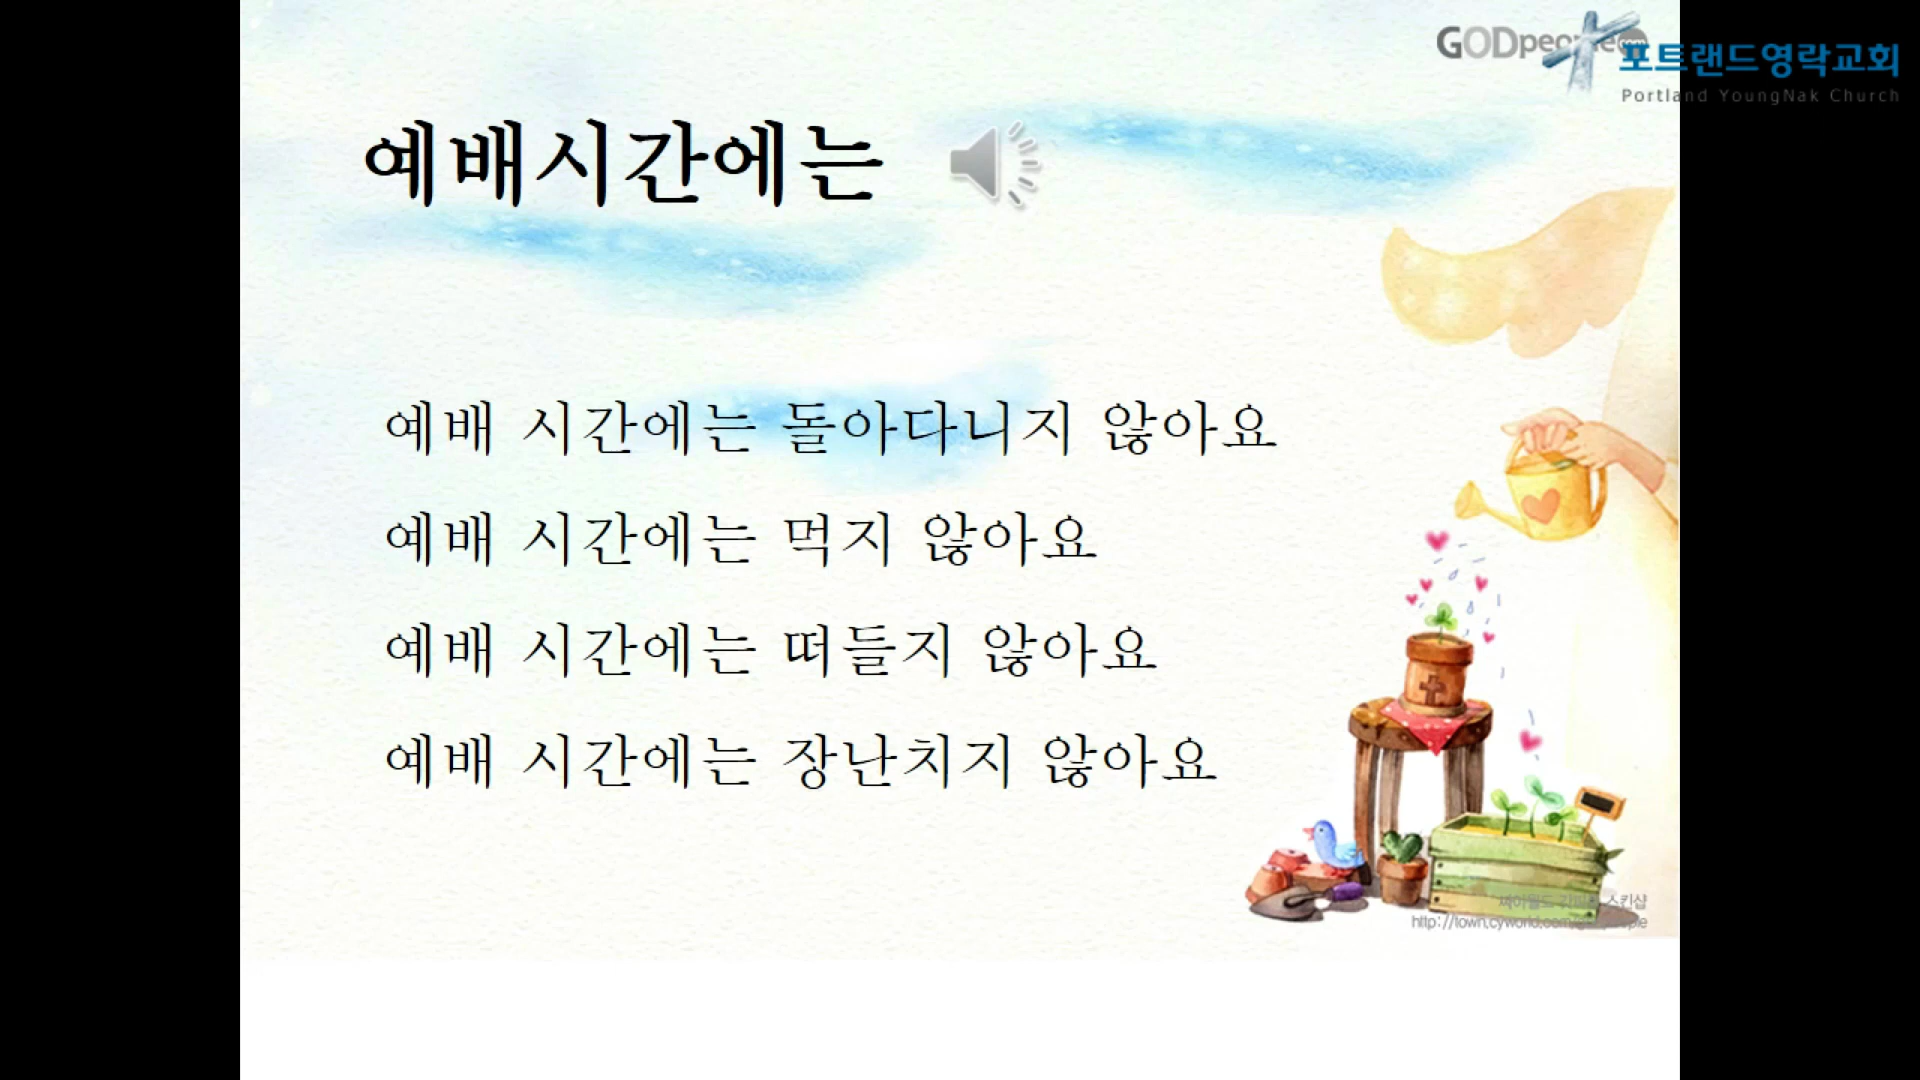 포트랜드영락교회
Portland YoungNak Church
예배시간에는
예배 시간에는 돌아다니지 않아요
예배 시간에는 먹지 않아요
예배 시간에는 떠들지 않아요
예배 시간에는 장난치지 않아요
스킨샵